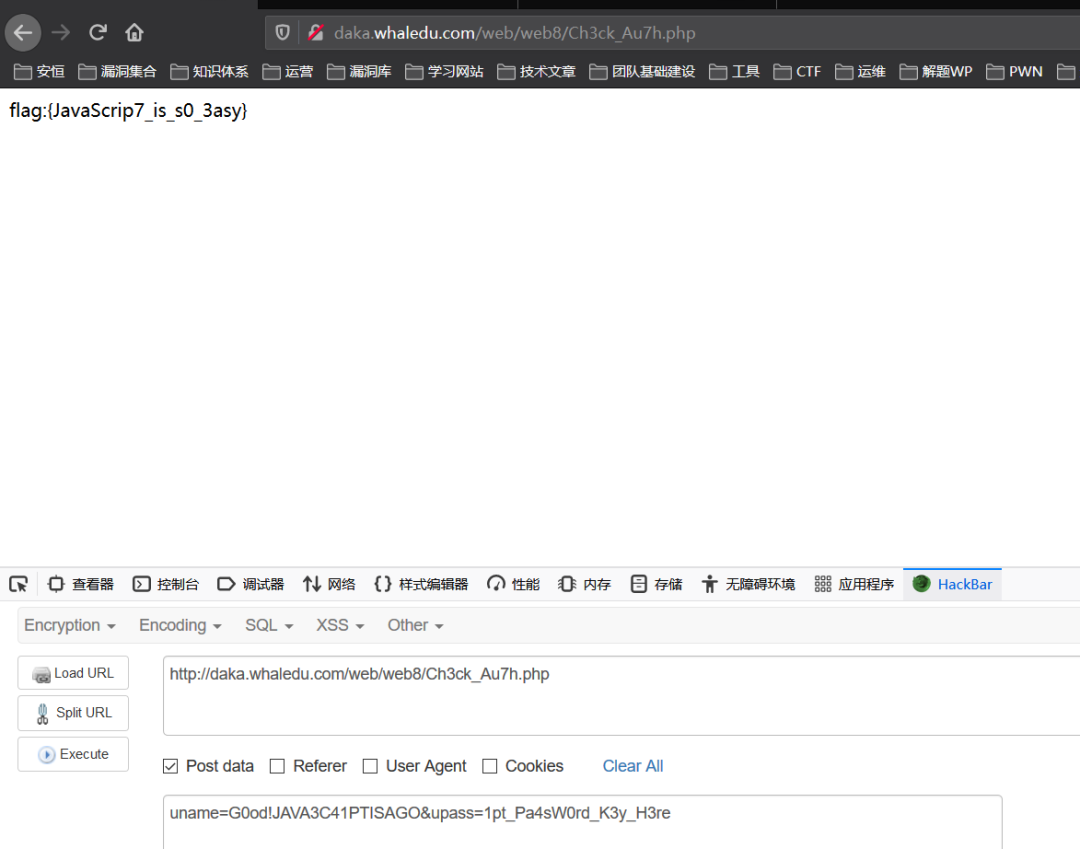 daka.whaledu.com/web/web8/Ch3ck_Au7h.php
安恒 漏洞集合 知识体系 运营 漏洞库 学习网站 技术文章 团队基础建设 工具 CTF 运维 解题WP PWN
flag:{JavaScrip7_is_s0_3asy}
查看器 控制台 调试器 网络 样式编辑器 性能 内存 存储 无障碍环境 应用程序 HackBar
Encryption Encoding SQL XSS Other
Load URL http://daka.whaledu.com/web/web8/Ch3ck_Au7h.php
Split URL
Execute
Post data Referer User Agent Cookies Clear All
uname=G0od!JAVA3C41PTISAGO&upass=1pt_Pa4sW0rd_K3y_H3re